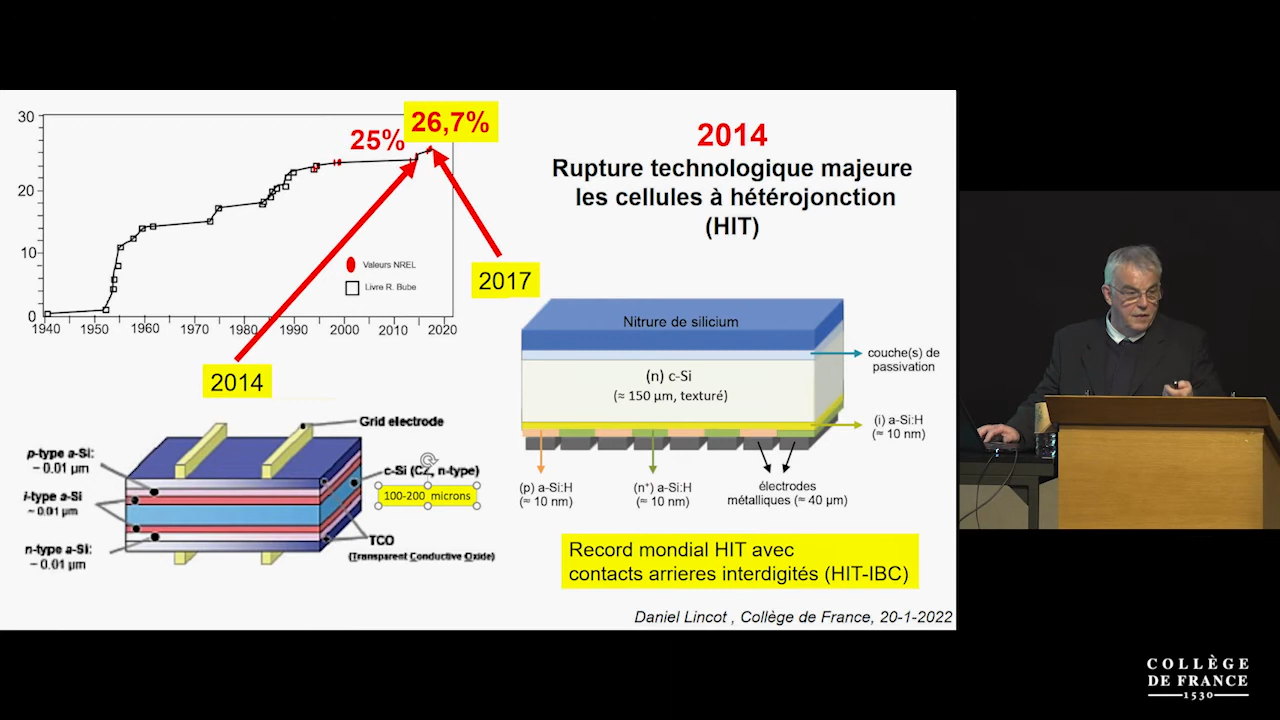 30
20
10
0
1940
1950
1960
1970
1980
1990
2000
2010
2020
25%
26,7%
Valeurs NREL
Livre R. Bube
2014
2017
2014
Rupture technologique majeure
les cellules à hétérojonction
(HIT)
Grid electrode
p-type a-Si:
~ 0.01 µm
i-type a-Si
~ 0.01 µm
n-type a-Si:
~ 0.01 µm
c-Si (CZ, n-type)
100-200 microns
TCO
(Transparent Conductive Oxide)
Nitrure de silicium
couche(s) de
passivation
(n) c-Si
(≈ 150 µm, texturé)
(i) a-Si:H
(≈ 10 nm)
(p) a-Si:H
(≈ 10 nm)
(n⁺) a-Si:H
(≈ 10 nm)
électrodes
métalliques (≈ 40 µm)
Record mondial HIT avec
contacts arrieres interdigités (HIT-IBC)
Daniel Lincot , Collège de France, 20-1-2022
COLLÈGE
DE FRANCE
1530